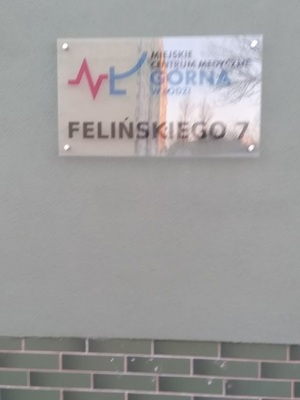 MIEJSKIE
CENTRUM MEDYCZNE
GÓRNA
W ŁODZI
FELIŃSKIEGO 7